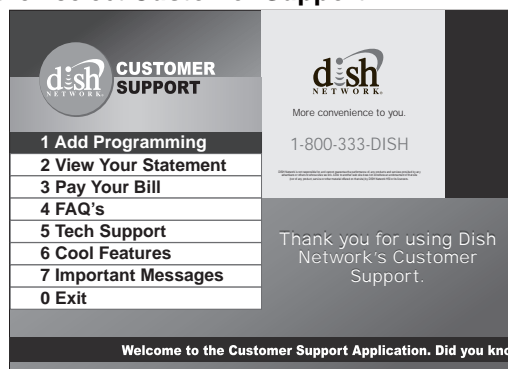 dish
NETWORK.
CUSTOMER
SUPPORT
1 Add Programming
2 View Your Statement
3 Pay Your Bill
4 FAQ's
5 Tech Support
6 Cool Features
7 Important Messages
0 Exit
dish
NETWORK.
More convenience to you.
1-800-333-DISH
Thank you for using Dish
Network's Customer
Support.
Welcome to the Customer Support Application. Did you kno